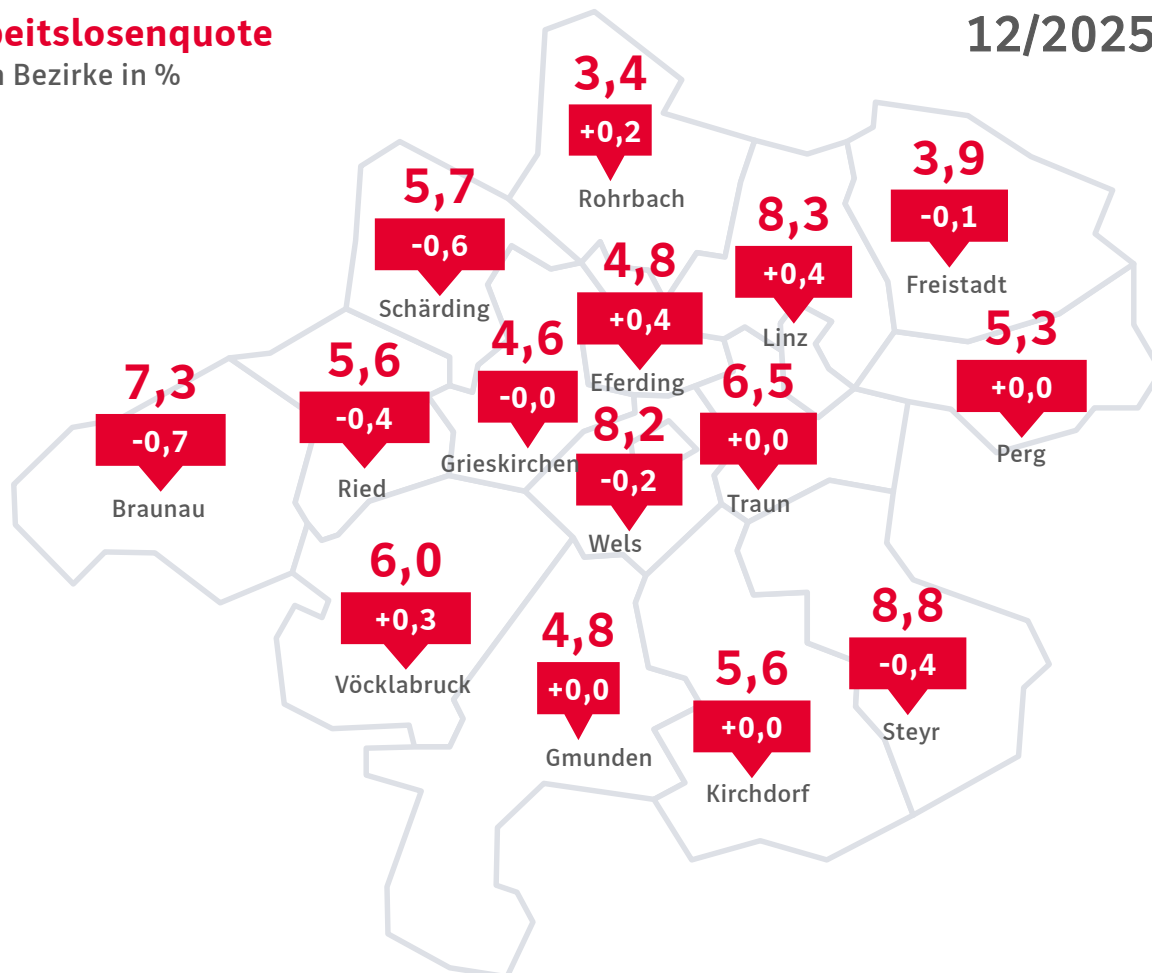 beitslosenquote
n Bezirke in %
12/2025
3,4
+0,2
Rohrbach
3,9
-0,1
Freistadt
5,7
-0,6
Schärding
8,3
+0,4
Linz
4,8
+0,4
Eferding
5,3
+0,0
Perg
4,6
-0,0
Grieskirchen
5,6
-0,4
Ried
7,3
-0,7
Braunau
6,5
+0,0
Traun
8,2
-0,2
Wels
6,0
+0,3
Vöcklabruck
4,8
+0,0
Gmunden
5,6
+0,0
Kirchdorf
8,8
-0,4
Steyr